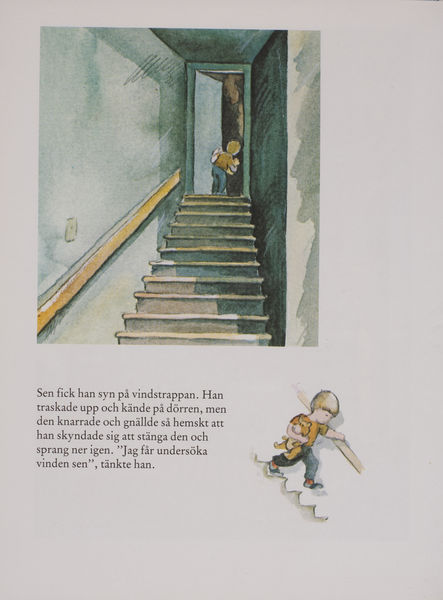 Sen fick han syn på vindstrappan. Han
traskade upp och kände på dörren, men
den knarrade och gnällde så hemskt att
han skyndade sig att stänga den och
sprang ner igen. ”Jag får undersöka
vinden sen”, tänkte han.